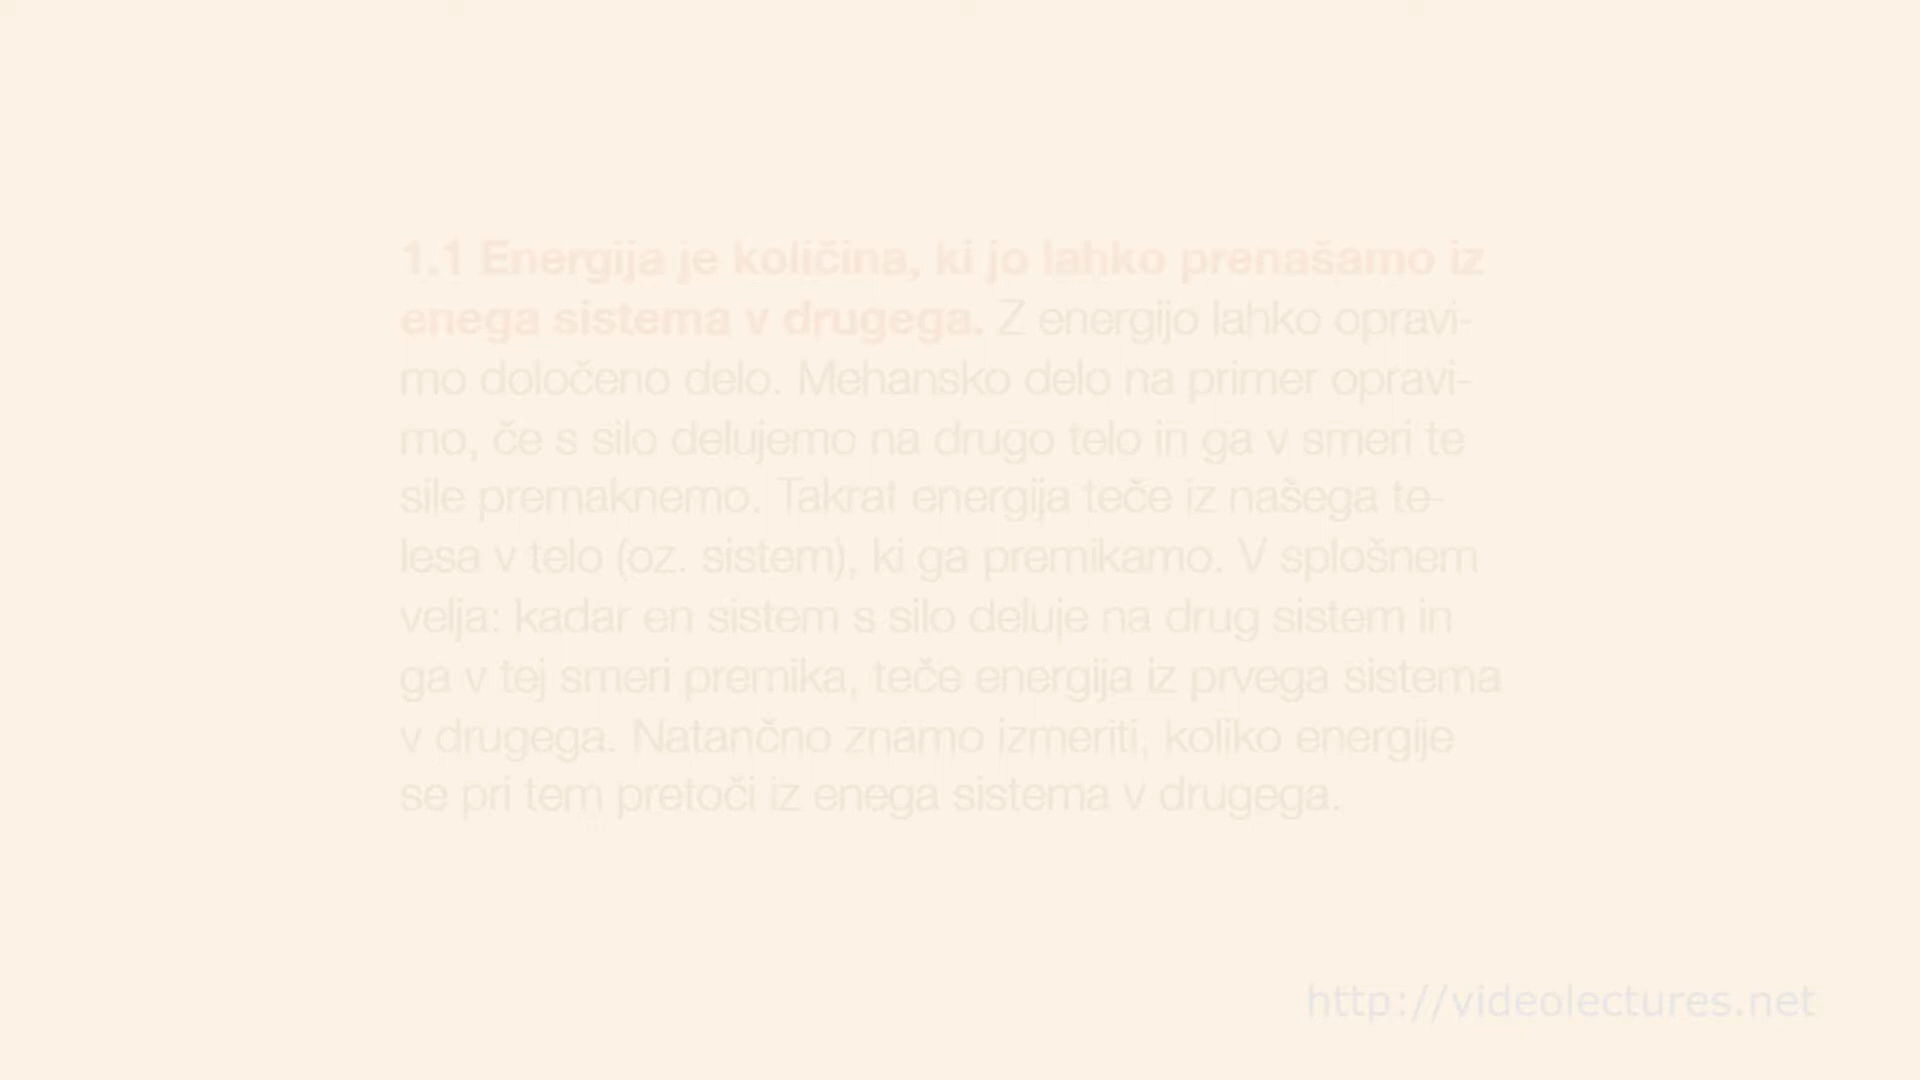 1.1 Energija je količina, ki jo lahko prenašamo iz
enega sistema v drugega. Z energijo lahko opravi-
mo določeno delo. Mehansko delo na primer opravi-
mo, če s silo delujemo na drugo telo in ga v smeri te
sile premaknemo. Takrat energija teče iz našega te-
lesa v telo (oz. sistem), ki ga premikamo. V splošnem
velja: kadar en sistem s silo deluje na drug sistem in
ga v tej smeri premika, teče energija iz prvega sistema
v drugega. Natančno znamo izmeriti, koliko energije
se pri tem pretoči iz enega sistema v drugega.
http://videolectures.net